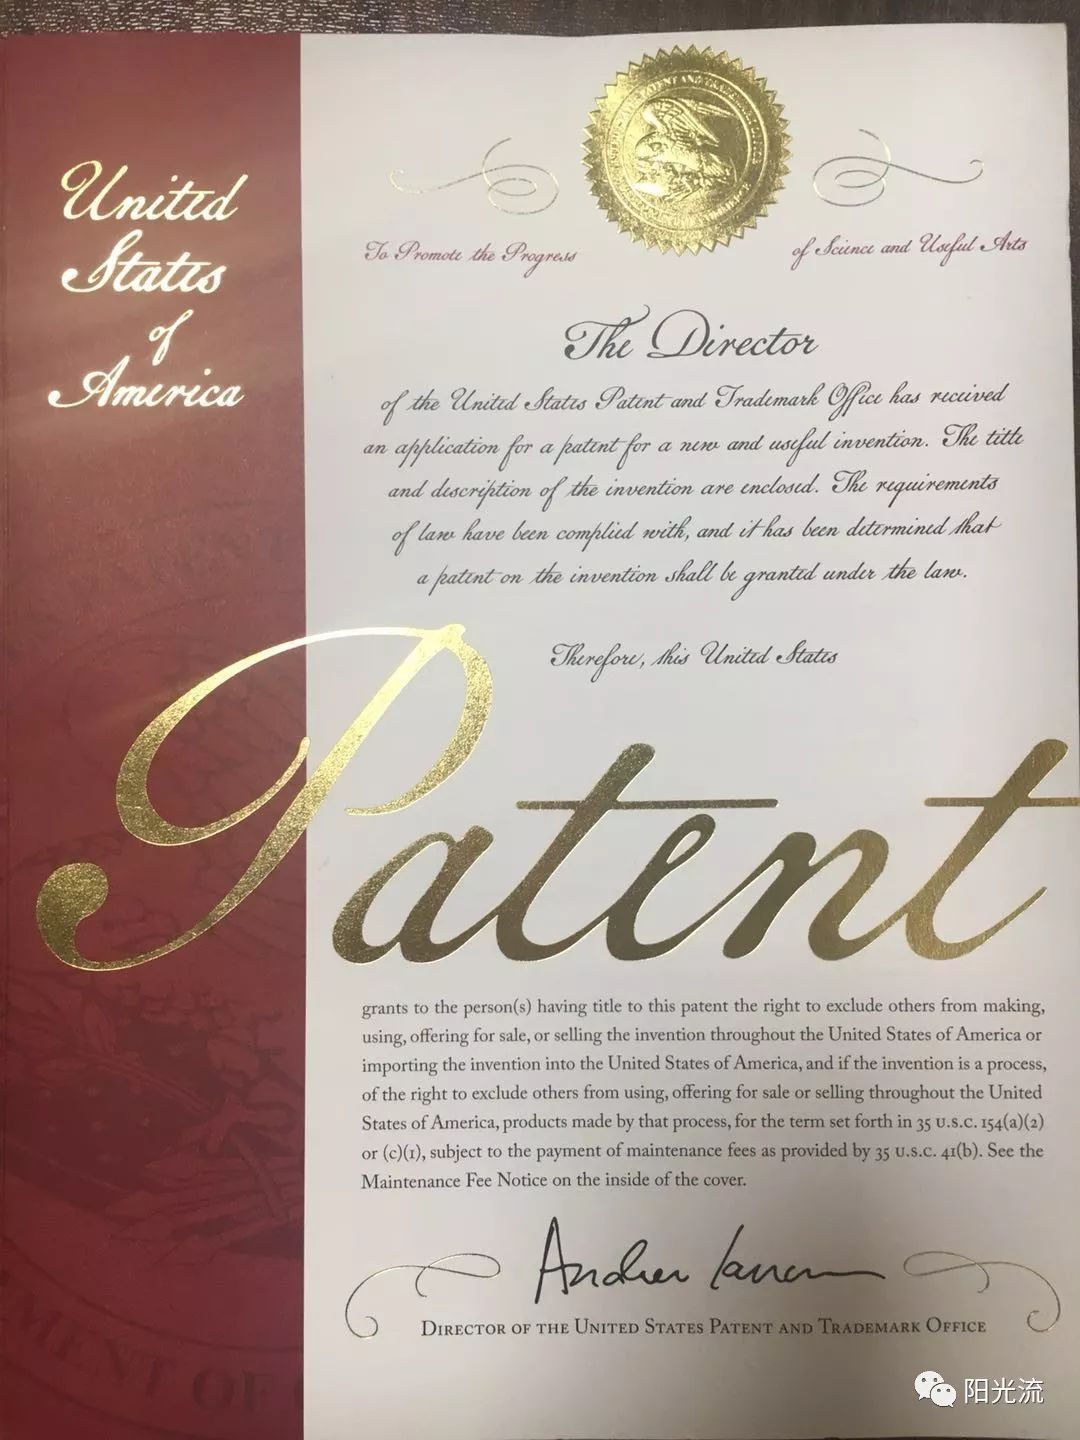 United
States
of
America
To Promote the Progress
of Science and Useful Arts
The Director
of the United States Patent and Trademark Office has received
an application for a patent for a new and useful invention. The title
and description of the invention are enclosed. The requirements
of law have been complied with, and it has been determined that
a patent on the invention shall be granted under the law.
Therefore, this United States
Patent
grants to the person(s) having title to this patent the right to exclude others from making,
using, offering for sale, or selling the invention throughout the United States of America or
importing the invention into the United States of America, and if the invention is a process,
of the right to exclude others from using, offering for sale or selling throughout the United
States of America, products made by that process, for the term set forth in 35 U.S.C. 154(a)(2)
or (c)(1), subject to the payment of maintenance fees as provided by 35 U.S.C. 41(b). See the
Maintenance Fee Notice on the inside of the cover.
Andrei Iancu
DIRECTOR OF THE UNITED STATES PATENT AND TRADEMARK OFFICE
MENT OF
阳光流